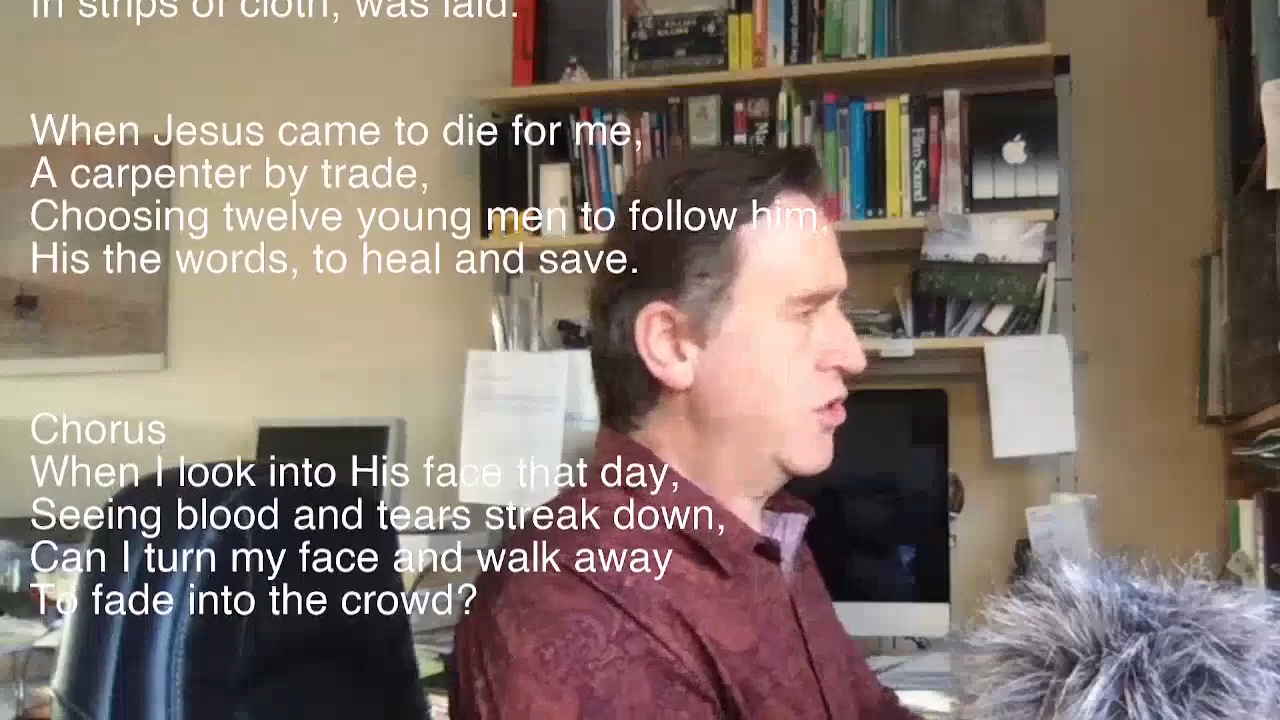 In strips of cloth, was laid.
When Jesus came to die for me,
A carpenter by trade,
Choosing twelve young men to follow him,
His the words, to heal and save.
Chorus
When I look into His face that day,
Seeing blood and tears streak down,
Can I turn my face and walk away
To fade into the crowd?
Film Sound